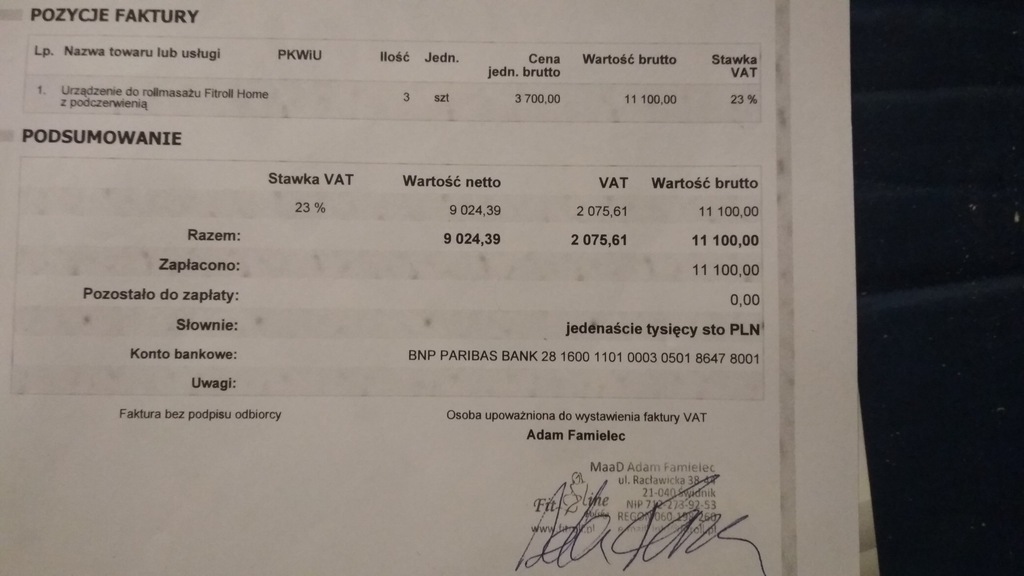 POZYCJE FAKTURY
Lp. Nazwa towaru lub usługi PKWiU Ilość Jedn. Cena jedn. brutto Wartość brutto Stawka VAT
1. Urządzenie do rollmasażu Fitroll Home z podczerwienią 3 szt 3 700,00 11 100,00 23 %
PODSUMOWANIE
Stawka VAT Wartość netto VAT Wartość brutto
23 % 9 024,39 2 075,61 11 100,00
Razem: 9 024,39 2 075,61 11 100,00
Zapłacono: 11 100,00
Pozostało do zapłaty: 0,00
Słownie: jedenaście tysięcy sto PLN
Konto bankowe: BNP PARIBAS BANK 28 1600 1101 0003 0501 8647 8001
Uwagi:
Faktura bez podpisu odbiorcy Osoba upoważniona do wystawienia faktury VAT
Adam Famielec
MaaD Adam Famielec
ul. Racławicka
21-040 Świdnik
Fit line
NIP
REGON